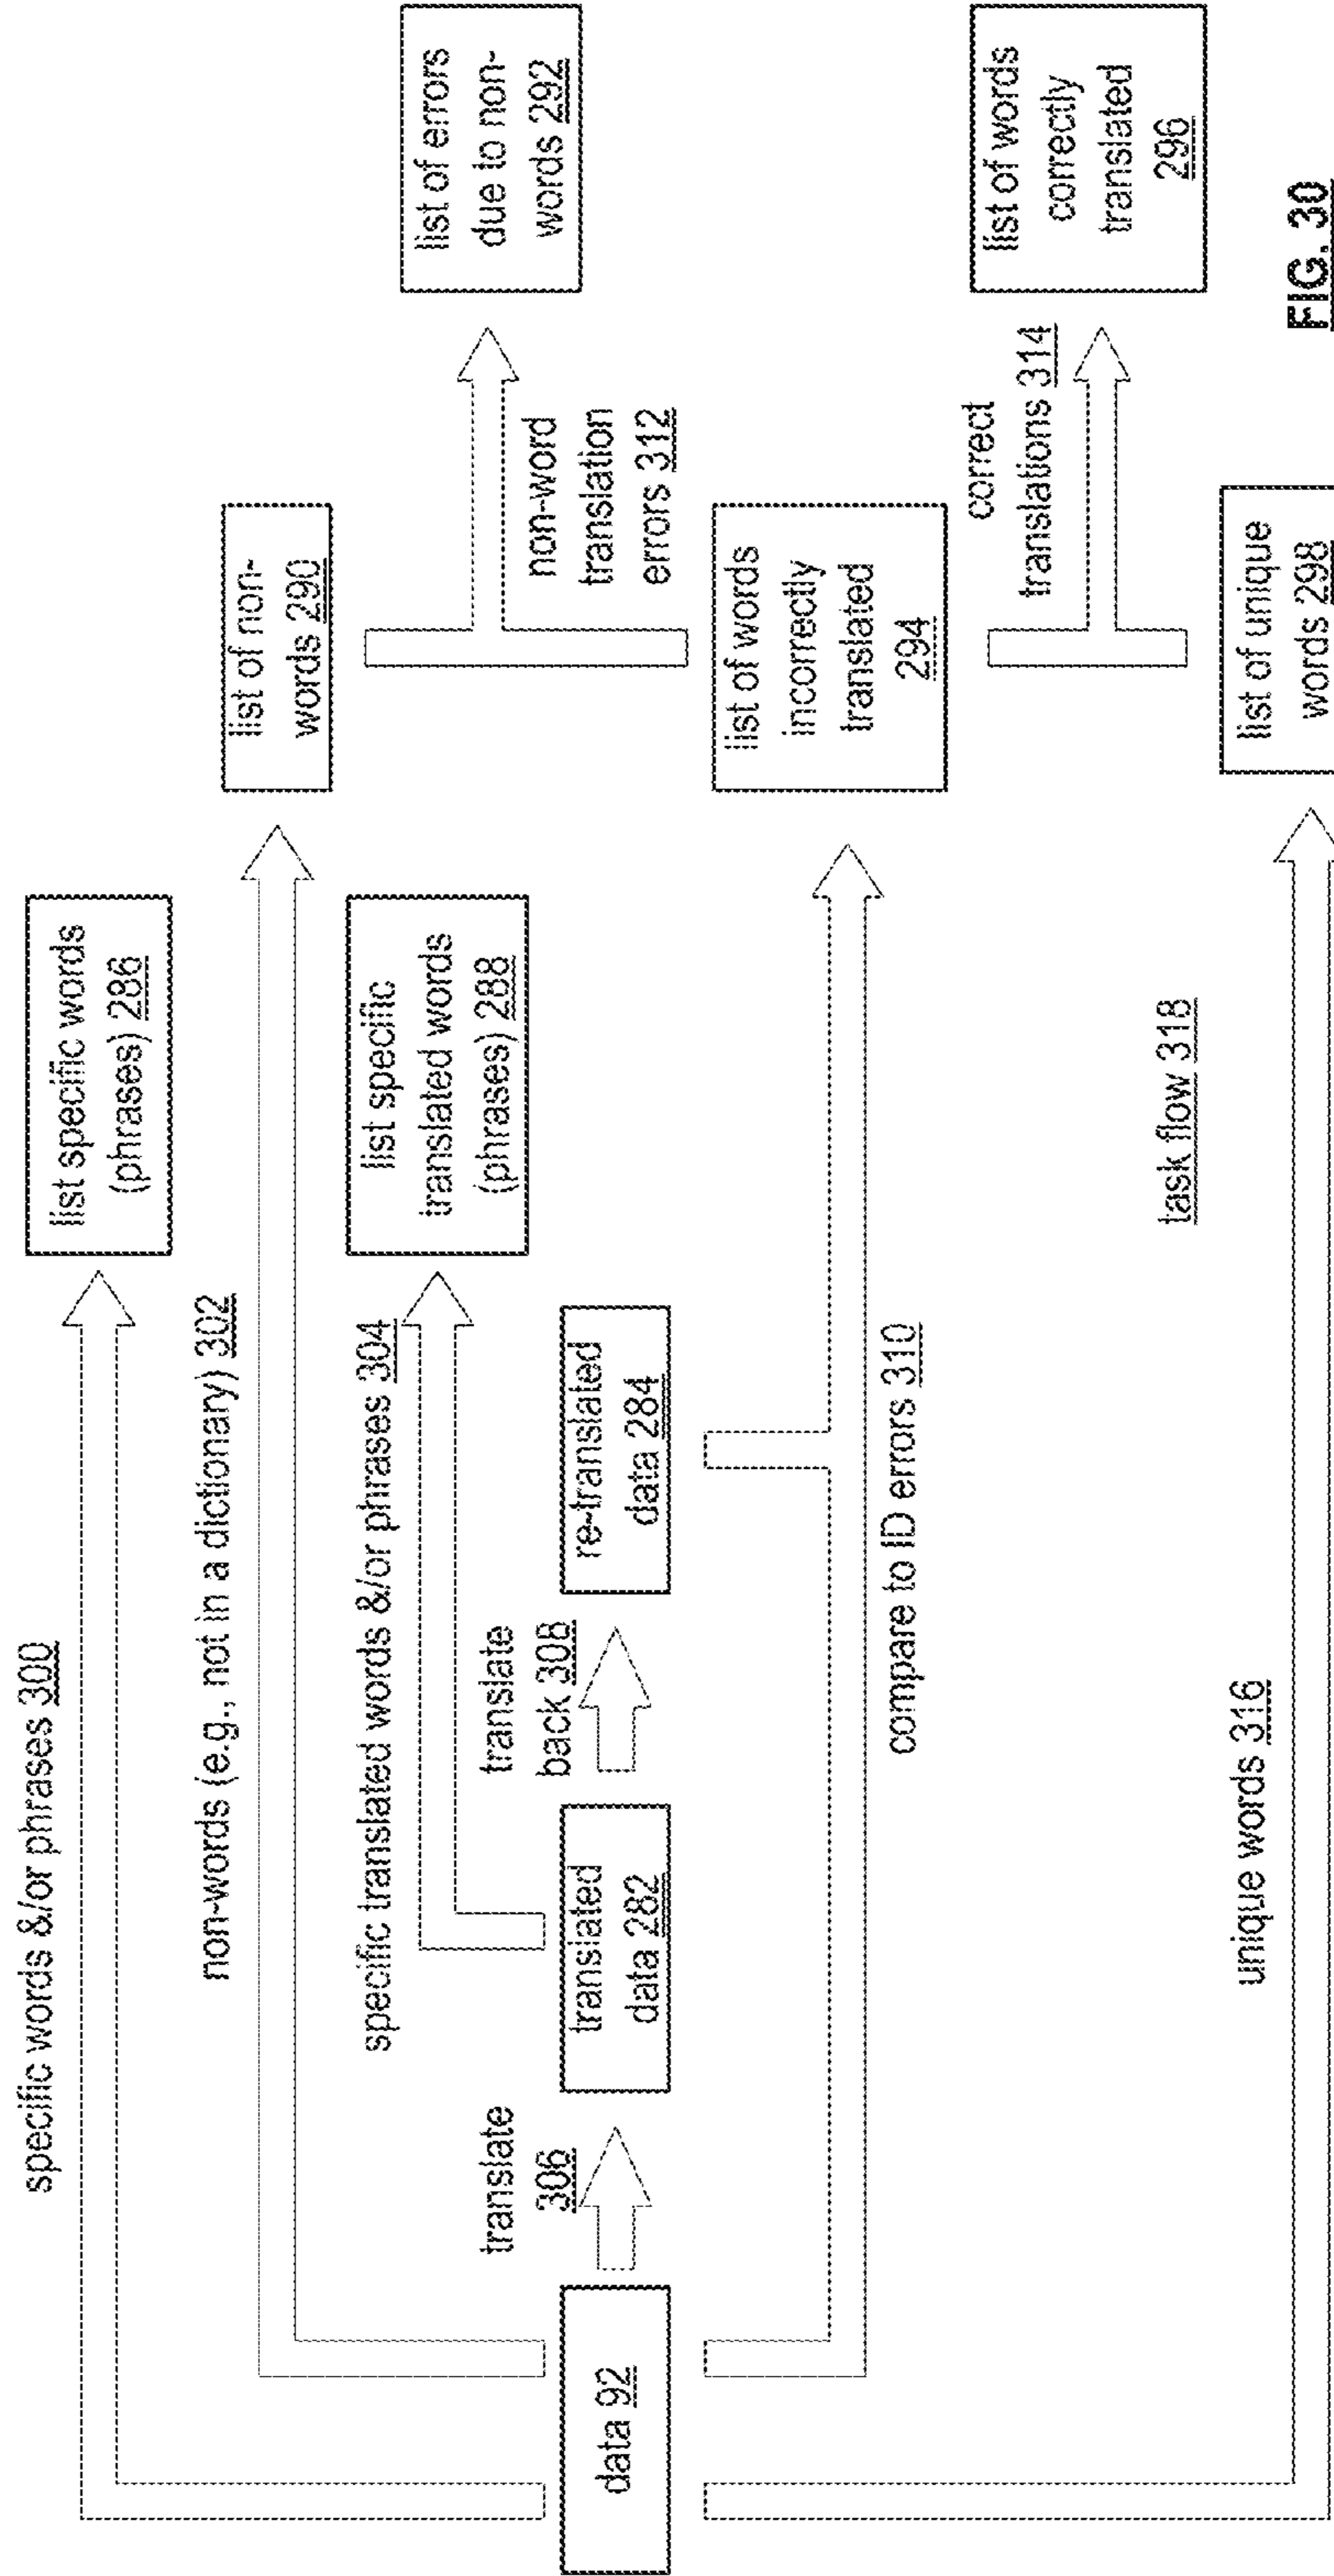 specific words &/or phrases 300
list specific words
(phrases) 286
non-words (e.g., not in a dictionary) 302
list of non-
words 290
specific translated words &/or phrases 304
list specific
translated words
(phrases) 288
list of errors
due to non-
words 292
non-word
translation
errors 312
data 92
translate
306
translated
data 282
translate
back 308
re-translated
data 284
compare to ID errors 310
list of words
incorrectly
translated
294
correct
translations 314
list of words
correctly
translated
296
task flow 318
unique words 316
list of unique
words 298
FIG. 30